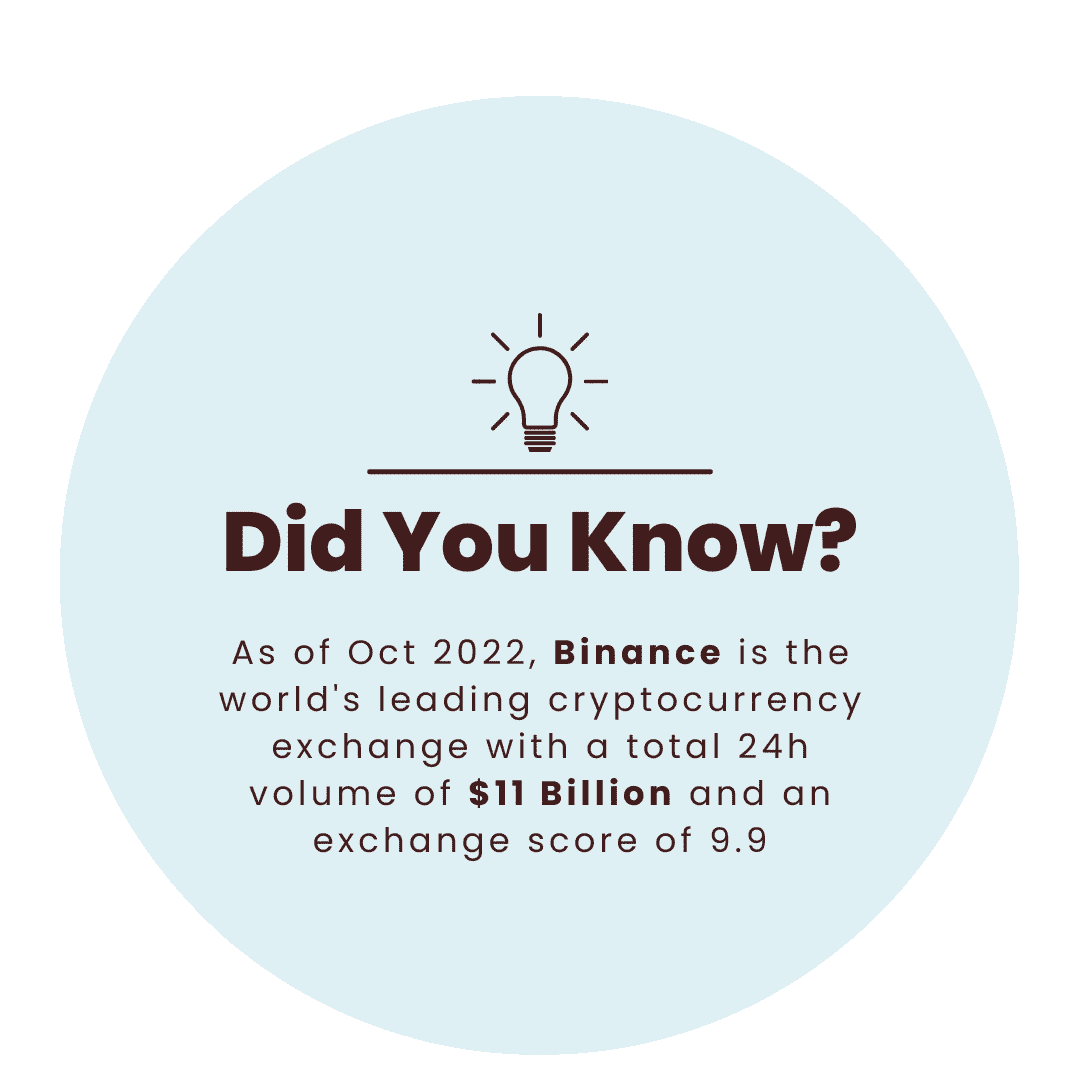 Did You Know?
As of Oct 2022, Binance is the
world's leading cryptocurrency
exchange with a total 24h
volume of $11 Billion and an
exchange score of 9.9